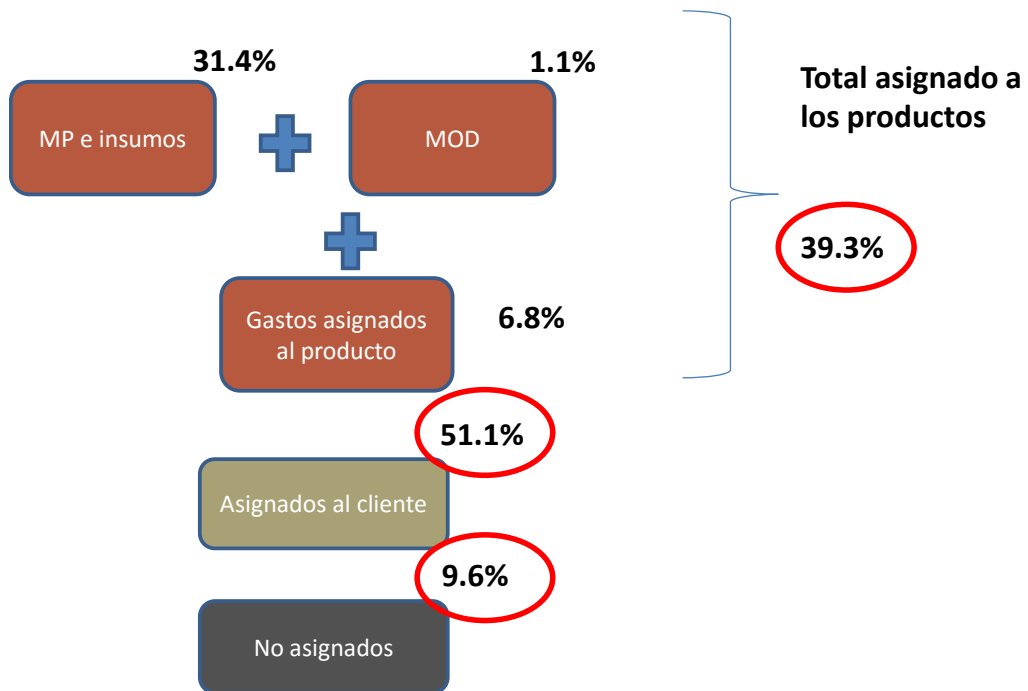 31.4%
1.1%
MP e insumos
MOD
Total asignado a
los productos
39.3%
Gastos asignados
al producto
6.8%
51.1%
Asignados al cliente
9.6%
No asignados